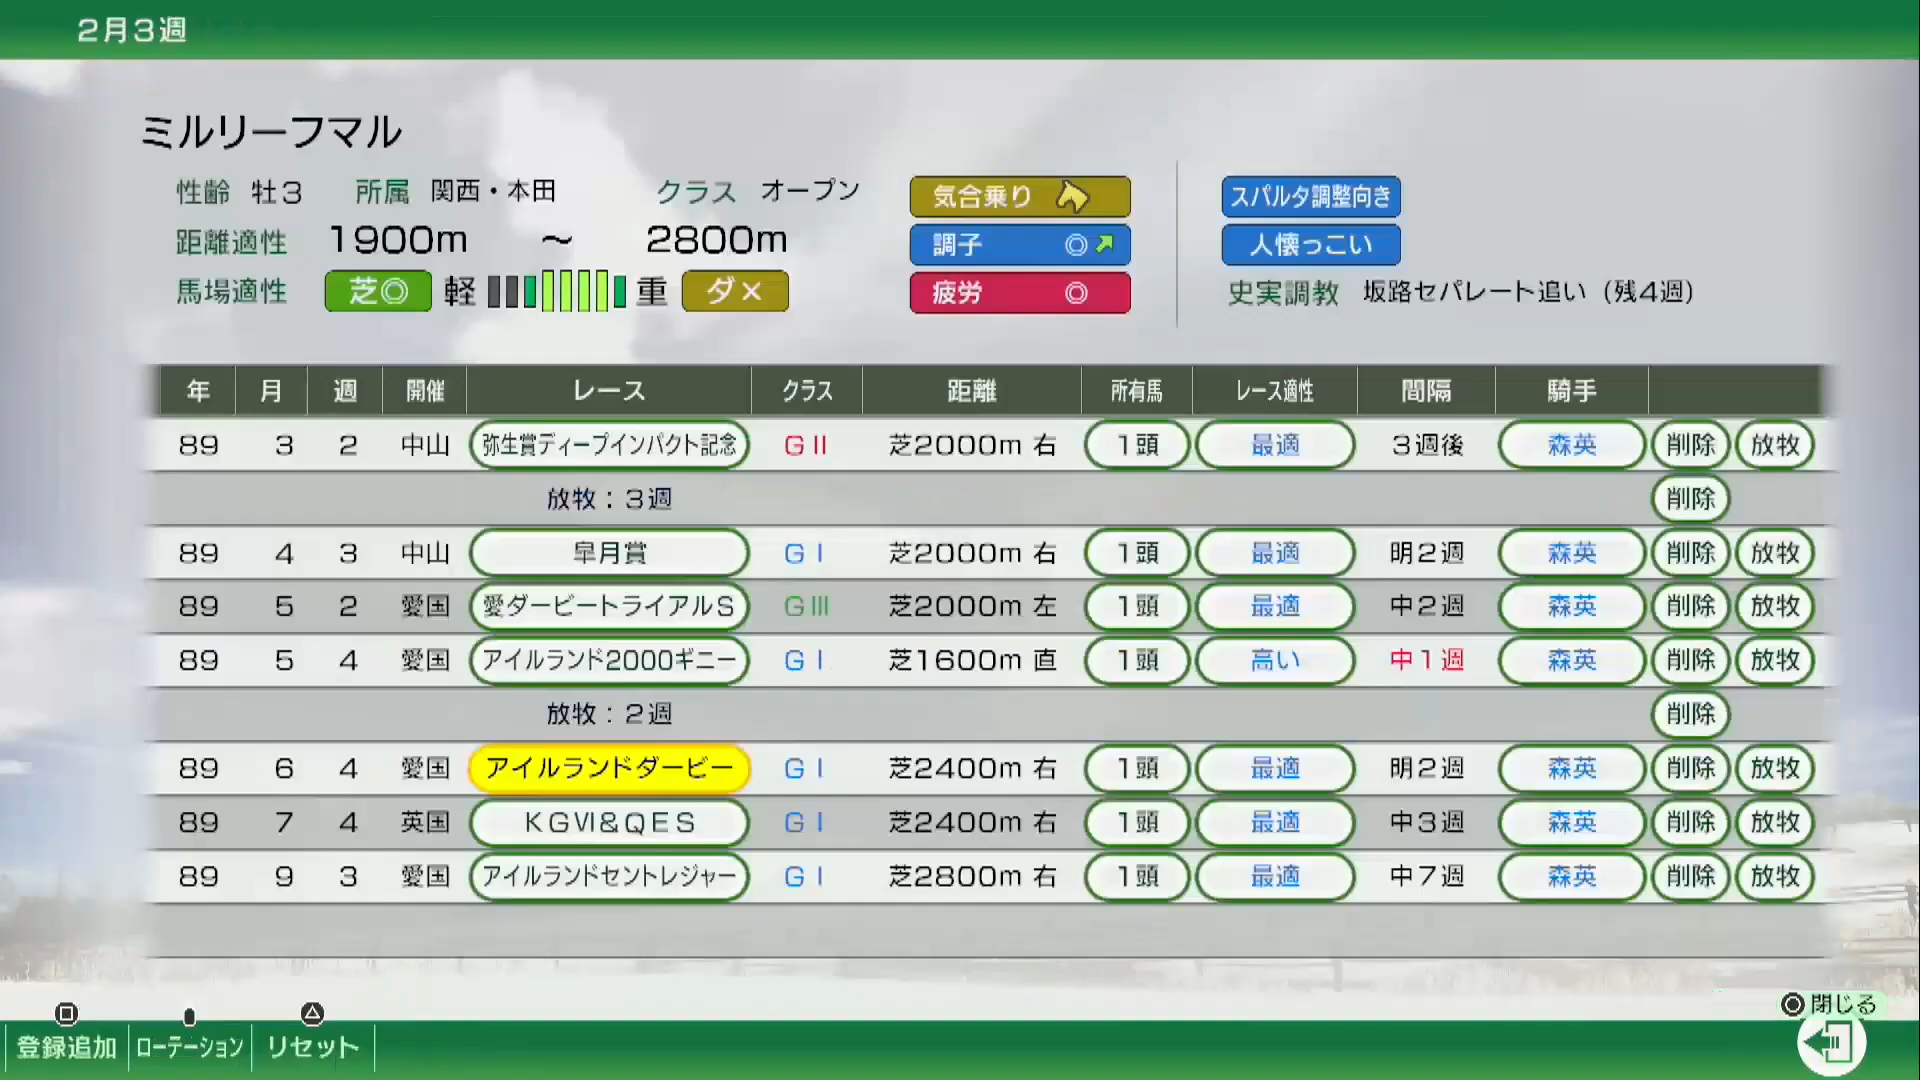 2月3週
ミルリーフマル
性齢 牡3 所属 関西・本田 クラス オープン
距離適性 1900m ～ 2800m
馬場適性 芝◎ 軽 重 ダ×
気合乗り
調子 ◎
疲労 ◎
スパルタ調整向き
人懐っこい
史実調教 坂路セパレート追い（残4週）
年 月 週 開催 レース クラス 距離 所有馬 レース適性 間隔 騎手
89 3 2 中山 弥生賞ディープインパクト記念 GⅡ 芝2000m 右 1頭 最適 3週後 森英 削除 放牧
放牧：3週 削除
89 4 3 中山 皐月賞 GⅠ 芝2000m 右 1頭 最適 明2週 森英 削除 放牧
89 5 2 愛国 愛ダービートライアルS GⅢ 芝2000m 左 1頭 最適 中2週 森英 削除 放牧
89 5 4 愛国 アイルランド2000ギニー GⅠ 芝1600m 直 1頭 高い 中1週 森英 削除 放牧
放牧：2週 削除
89 6 4 愛国 アイルランドダービー GⅠ 芝2400m 右 1頭 最適 明2週 森英 削除 放牧
89 7 4 英国 KGⅥ&QES GⅠ 芝2400m 右 1頭 最適 中3週 森英 削除 放牧
89 9 3 愛国 アイルランドセントレジャー GⅠ 芝2800m 右 1頭 最適 中7週 森英 削除 放牧
閉じる
登録追加 ローテーション リセット